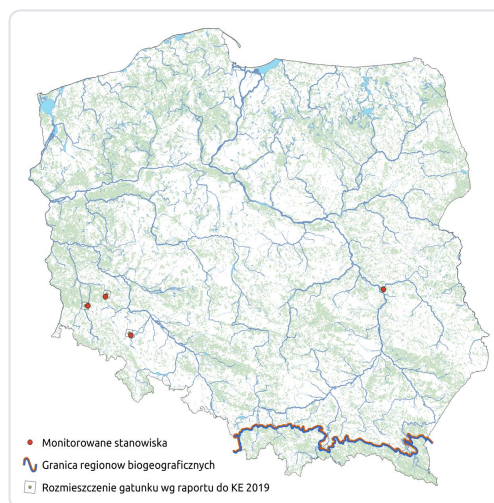 Monitorowane stanowiska
Granica regionow biogeograficznych
Rozmieszczenie gatunku wg raportu do KE 2019